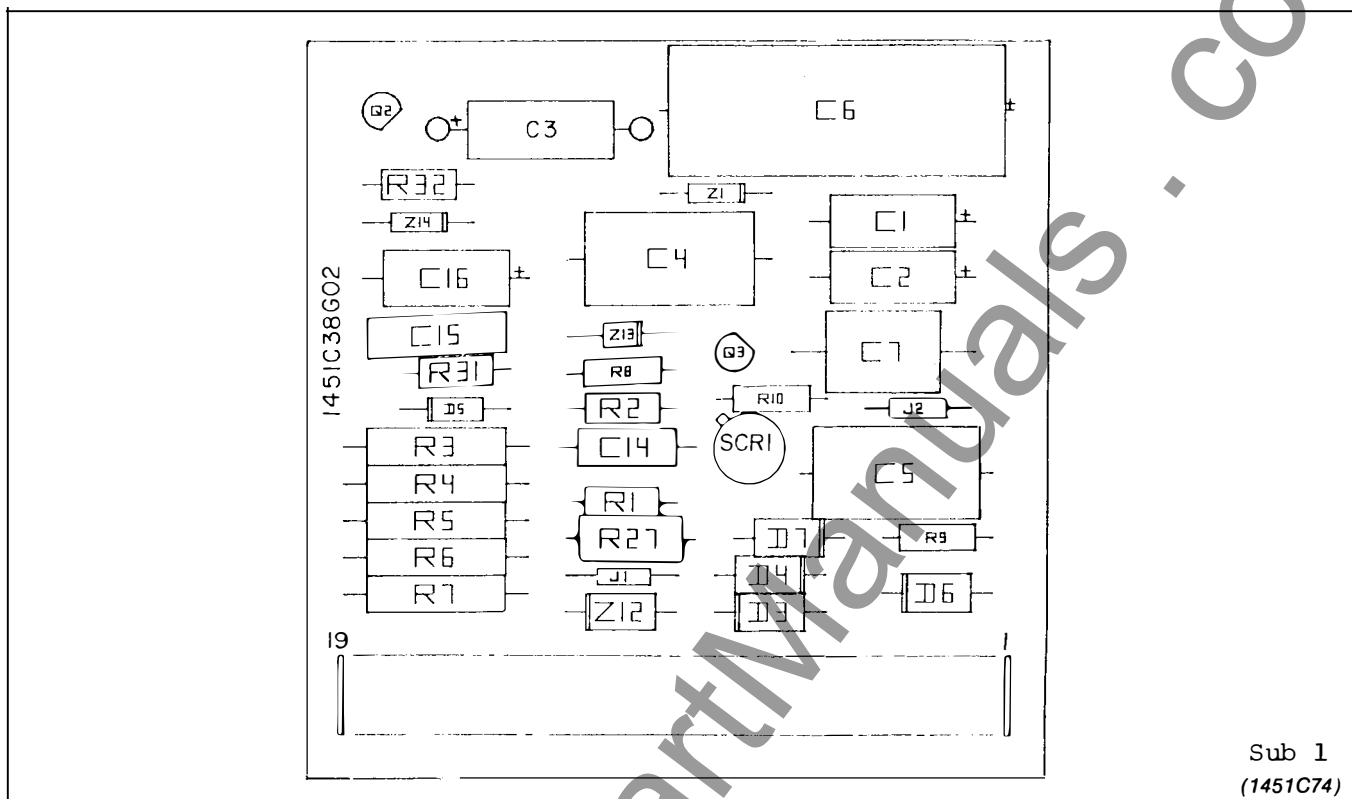 Q2
+
C3
C6
+
R32
Z1
Z14
C1
+
C4
C16
+
C2
+
1451C38G02
C15
Z13
Q3
C7
R31
R8
D5
R2
R10
J2
R3
C14
SCR1
C5
R4
R1
R5
R27
D7
R9
R6
J1
D4
R7
Z12
D3
D6
19
1
Sub 1
(1451C74)
artManuals . co